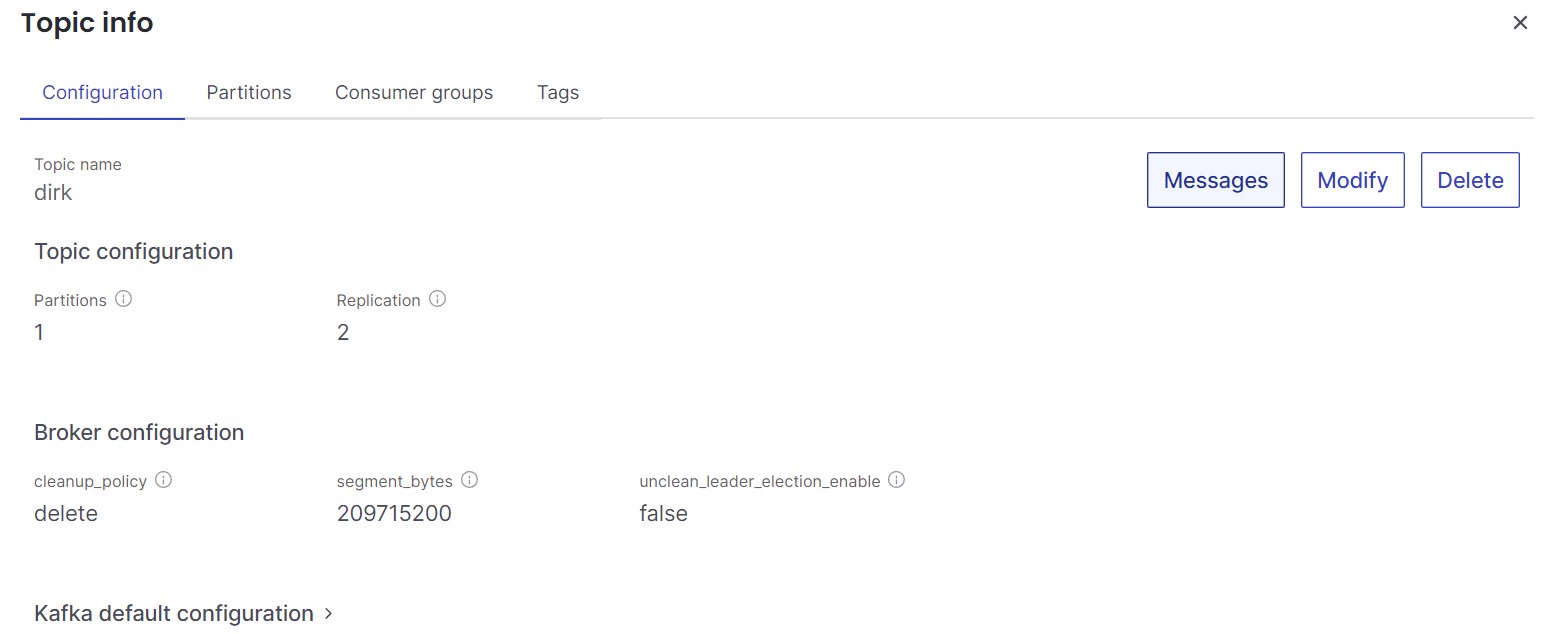 Topic info
Configuration Partitions Consumer groups Tags
Topic name
dirk
Messages Modify Delete
Topic configuration
Partitions Replication
1 2
Broker configuration
cleanup_policy segment_bytes unclean_leader_election_enable
delete 209715200 false
Kafka default configuration